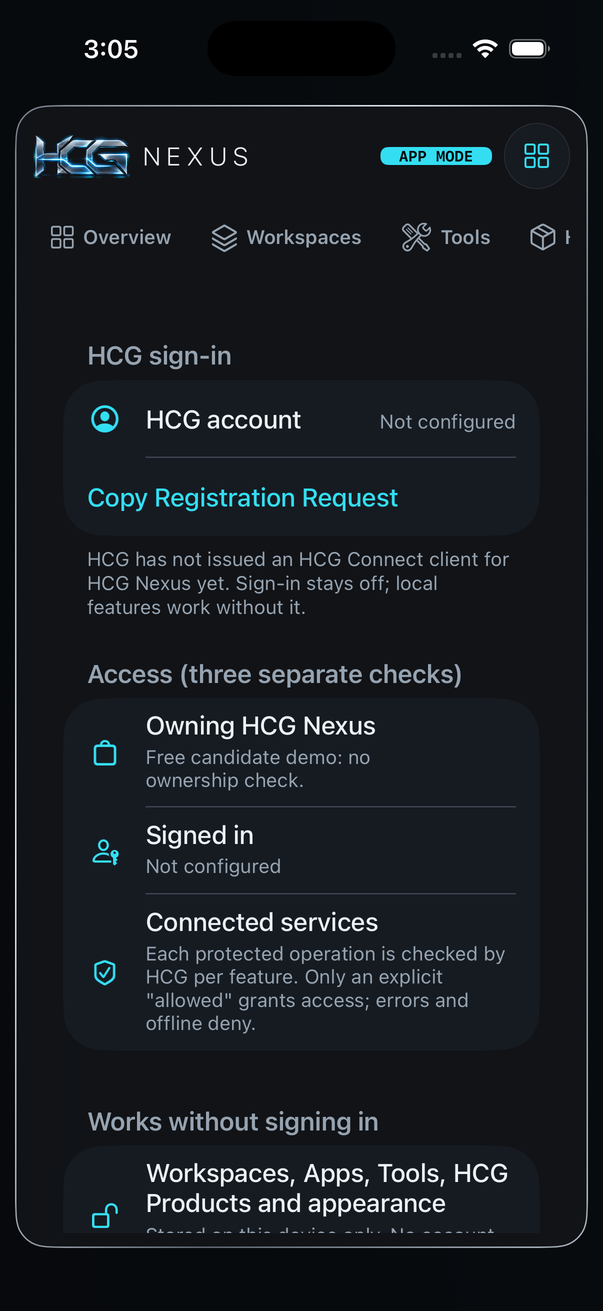 3:05
HCG NEXUS
APP MODE
Overview
Workspaces
Tools
HCG sign-in
HCG account
Not configured
Copy Registration Request
HCG has not issued an HCG Connect client for
HCG Nexus yet. Sign-in stays off; local
features work without it.
Access (three separate checks)
Owning HCG Nexus
Free candidate demo: no
ownership check.
Signed in
Not configured
Connected services
Each protected operation is checked by
HCG per feature. Only an explicit
"allowed" grants access; errors and
offline deny.
Works without signing in
Workspaces, Apps, Tools, HCG
Products and appearance